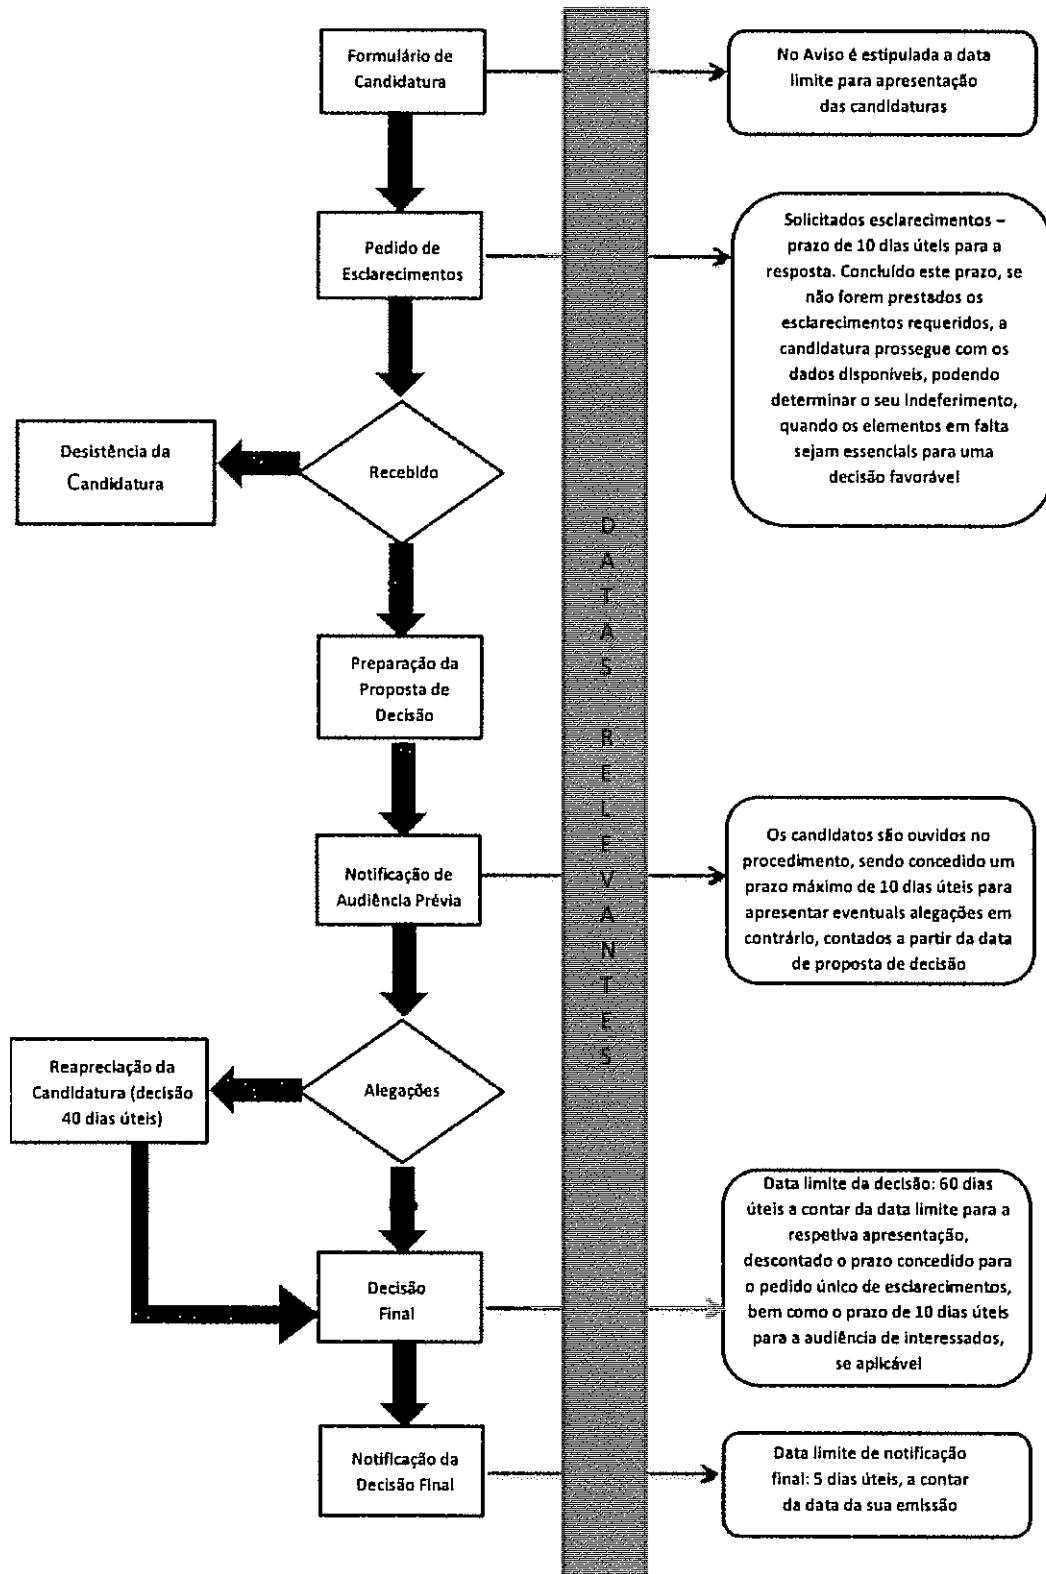 Formulário de
Candidatura
No Aviso é estipulada a data
limite para apresentação
das candidaturas
Pedido de
Esclarecimentos
Solicitados esclarecimentos –
prazo de 10 dias úteis para a
resposta. Concluído este prazo, se
não forem prestados os
esclarecimentos requeridos, a
candidatura prossegue com os
dados disponíveis, podendo
determinar o seu indeferimento,
quando os elementos em falta
sejam essenciais para uma
decisão favorável
Desistência da
Candidatura
Recebido
DATAS RELEVANTES
Preparação da
Proposta de
Decisão
Notificação de
Audiência Prévia
Os candidatos são ouvidos no
procedimento, sendo concedido um
prazo máximo de 10 dias úteis para
apresentar eventuais alegações em
contrário, contados a partir da data
de proposta de decisão
Reapreciação da
Candidatura (decisão
40 dias úteis)
Alegações
Data limite da decisão: 60 dias
úteis a contar da data limite para a
respetiva apresentação,
descontado o prazo concedido para
o pedido único de esclarecimentos,
bem como o prazo de 10 dias úteis
para a audiência de interessados,
se aplicável
Decisão
Final
Notificação da
Decisão Final
Data limite de notificação
final: 5 dias úteis, a contar
da data da sua emissão